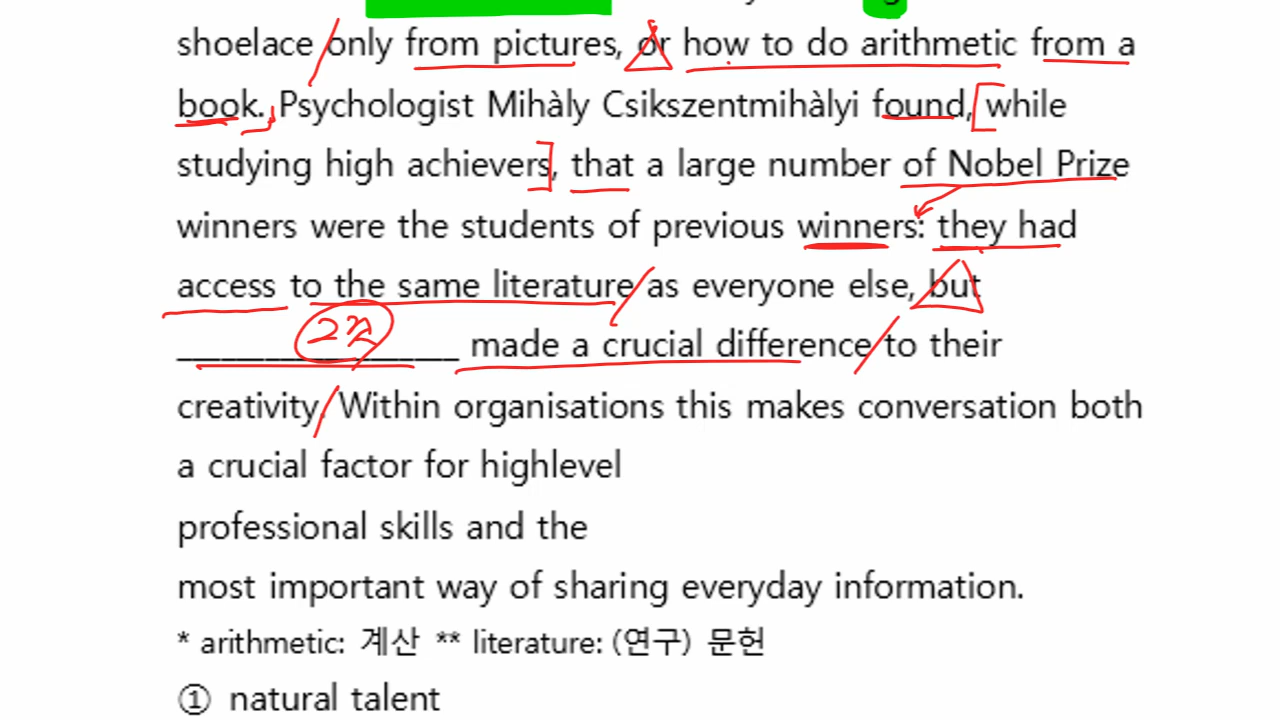 shoelace only from pictures, or how to do arithmetic from a
book. Psychologist Mihàly Csikszentmihàlyi found, while
studying high achievers, that a large number of Nobel Prize
winners were the students of previous winners: they had
access to the same literature as everyone else, but
2점
made a crucial difference to their
creativity. Within organisations this makes conversation both
a crucial factor for highlevel
professional skills and the
most important way of sharing everyday information.
* arithmetic: 계산 ** literature: (연구) 문헌
① natural talent